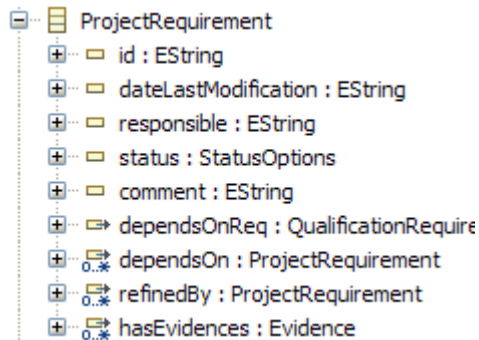 ProjectRequirement
id : EString
dateLastModification : EString
responsible : EString
status : StatusOptions
comment : EString
dependsOnReq : QualificationRequire
0..* dependsOn : ProjectRequirement
0..* refinedBy : ProjectRequirement
0..* hasEvidences : Evidence